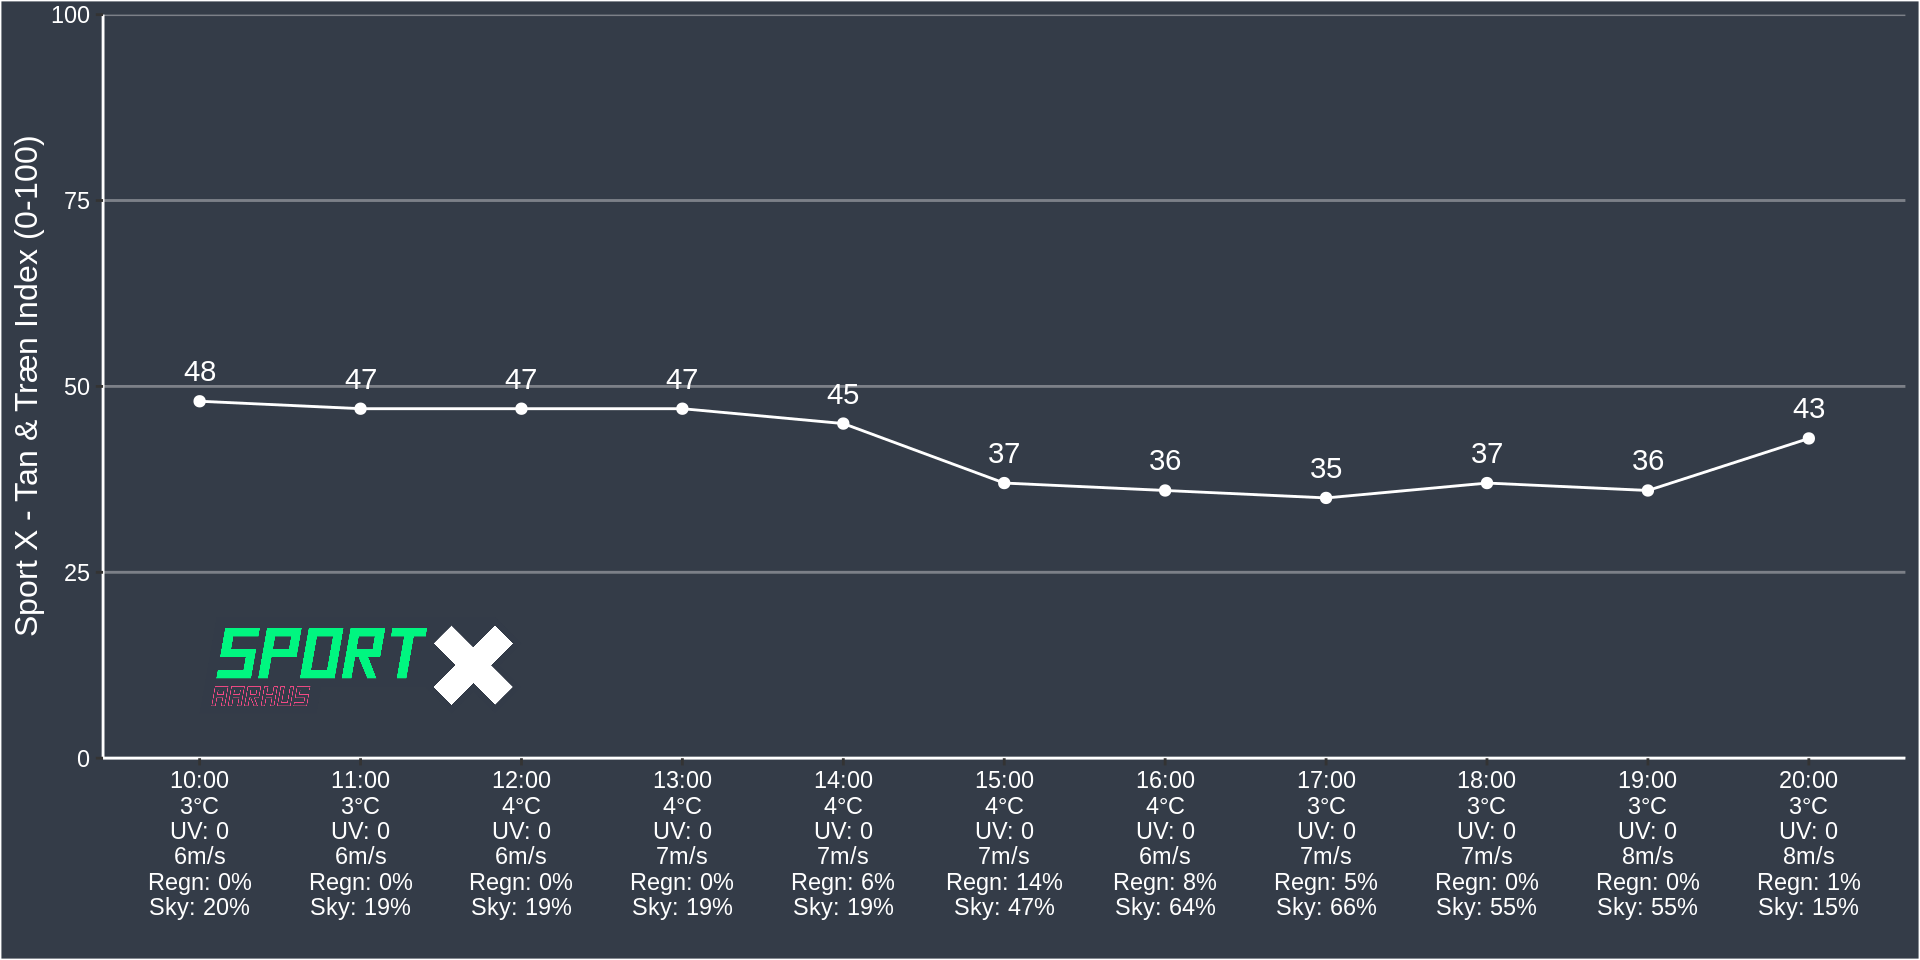 Sport X - Tan & Træn Index (0-100)
100
75
50
25
0
48
47
47
47
45
37
36
35
37
36
43
SPORT X
AARHUS
10:00 11:00 12:00 13:00 14:00 15:00 16:00 17:00 18:00 19:00 20:00
3°C 3°C 4°C 4°C 4°C 4°C 4°C 3°C 3°C 3°C 3°C
UV: 0 UV: 0 UV: 0 UV: 0 UV: 0 UV: 0 UV: 0 UV: 0 UV: 0 UV: 0 UV: 0
6m/s 6m/s 6m/s 7m/s 7m/s 7m/s 6m/s 7m/s 7m/s 8m/s 8m/s
Regn: 0% Regn: 0% Regn: 0% Regn: 0% Regn: 6% Regn: 14% Regn: 8% Regn: 5% Regn: 0% Regn: 0% Regn: 1%
Sky: 20% Sky: 19% Sky: 19% Sky: 19% Sky: 19% Sky: 47% Sky: 64% Sky: 66% Sky: 55% Sky: 55% Sky: 15%